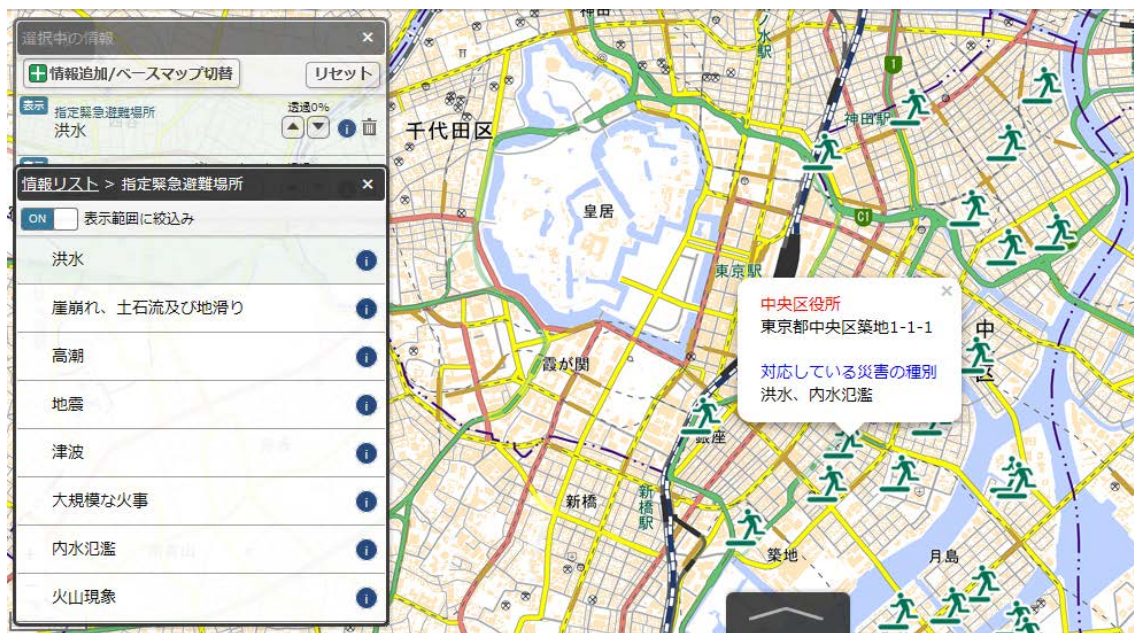 選択中の情報 ×
情報追加/ベースマップ切替 リセット
表示 指定緊急避難場所 透過0%
洪水
情報リスト > 指定緊急避難場所 ×
ON 表示範囲に絞込み
洪水
崖崩れ、土石流及び地滑り
高潮
地震
津波
大規模な火事
内水氾濫
火山現象
千代田区
皇居
神田駅
1
C1
東京駅
霞が関
中央区役所 ×
東京都中央区築地1-1-1
対応している災害の種別
洪水、内水氾濫
銀座
新橋
新橋駅
築地
月島